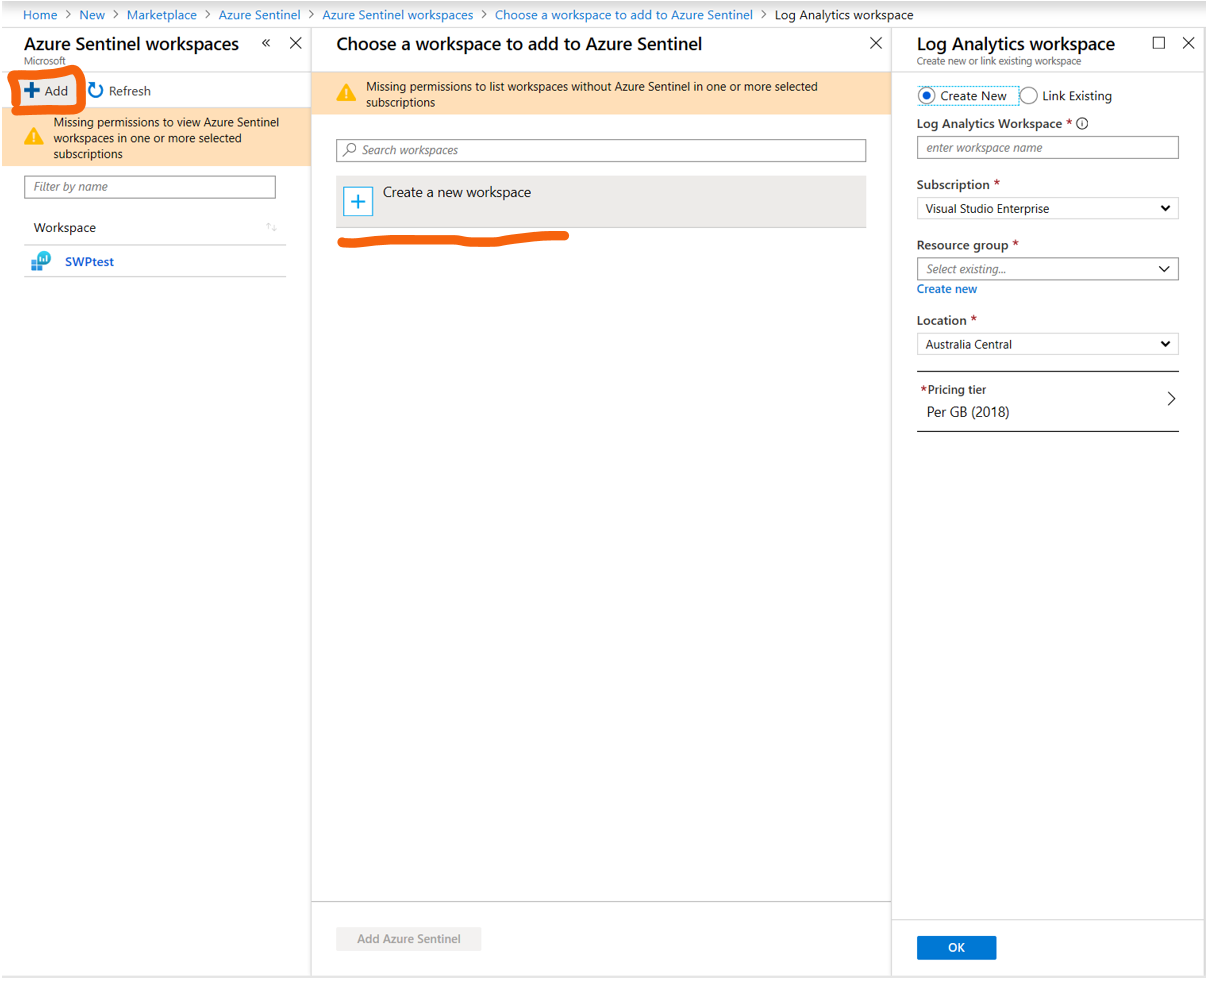 Home > New > Marketplace > Azure Sentinel > Azure Sentinel workspaces > Choose a workspace to add to Azure Sentinel > Log Analytics workspace
Azure Sentinel workspaces
Microsoft
Add Refresh
Missing permissions to view Azure Sentinel
workspaces in one or more selected
subscriptions
Filter by name
Workspace
SWPtest
Choose a workspace to add to Azure Sentinel
Missing permissions to list workspaces without Azure Sentinel in one or more selected
subscriptions
Search workspaces
Create a new workspace
Add Azure Sentinel
Log Analytics workspace
Create new or link existing workspace
Create New Link Existing
Log Analytics Workspace *
enter workspace name
Subscription *
Visual Studio Enterprise
Resource group *
Select existing...
Create new
Location *
Australia Central
*Pricing tier
Per GB (2018)
OK